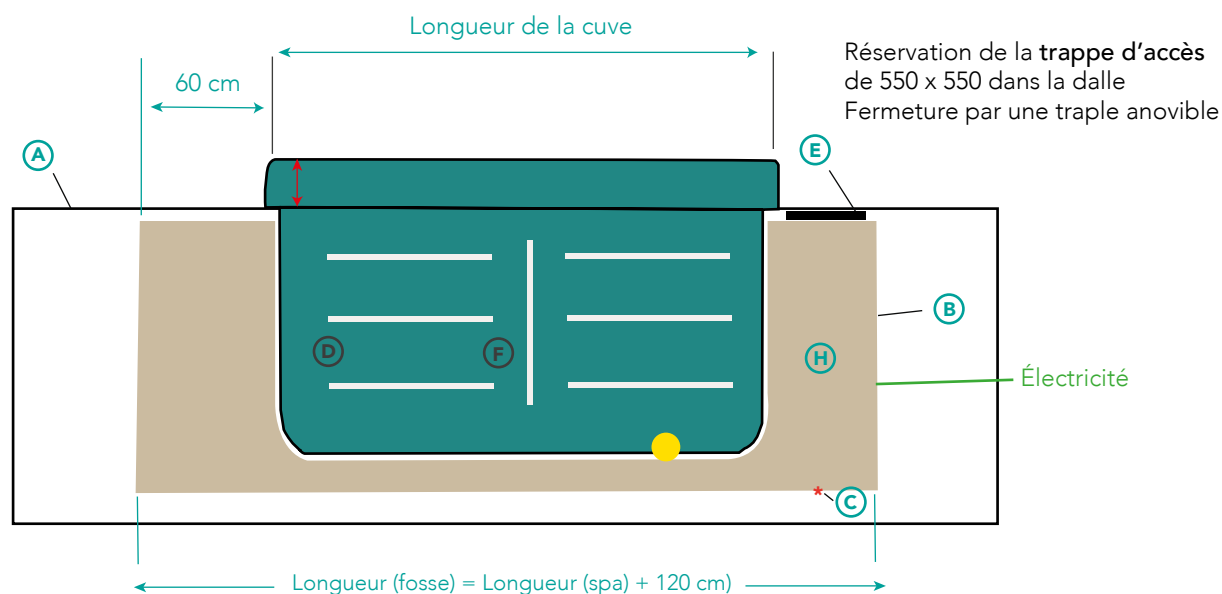 Longueur de la cuve
Réservation de la trappe d'accès
de 550 x 550 dans la dalle
Fermeture par une traple anovible
60 cm
A
E
B
D
F
H
Électricité
* C
Longueur (fosse) = Longueur (spa) + 120 cm)